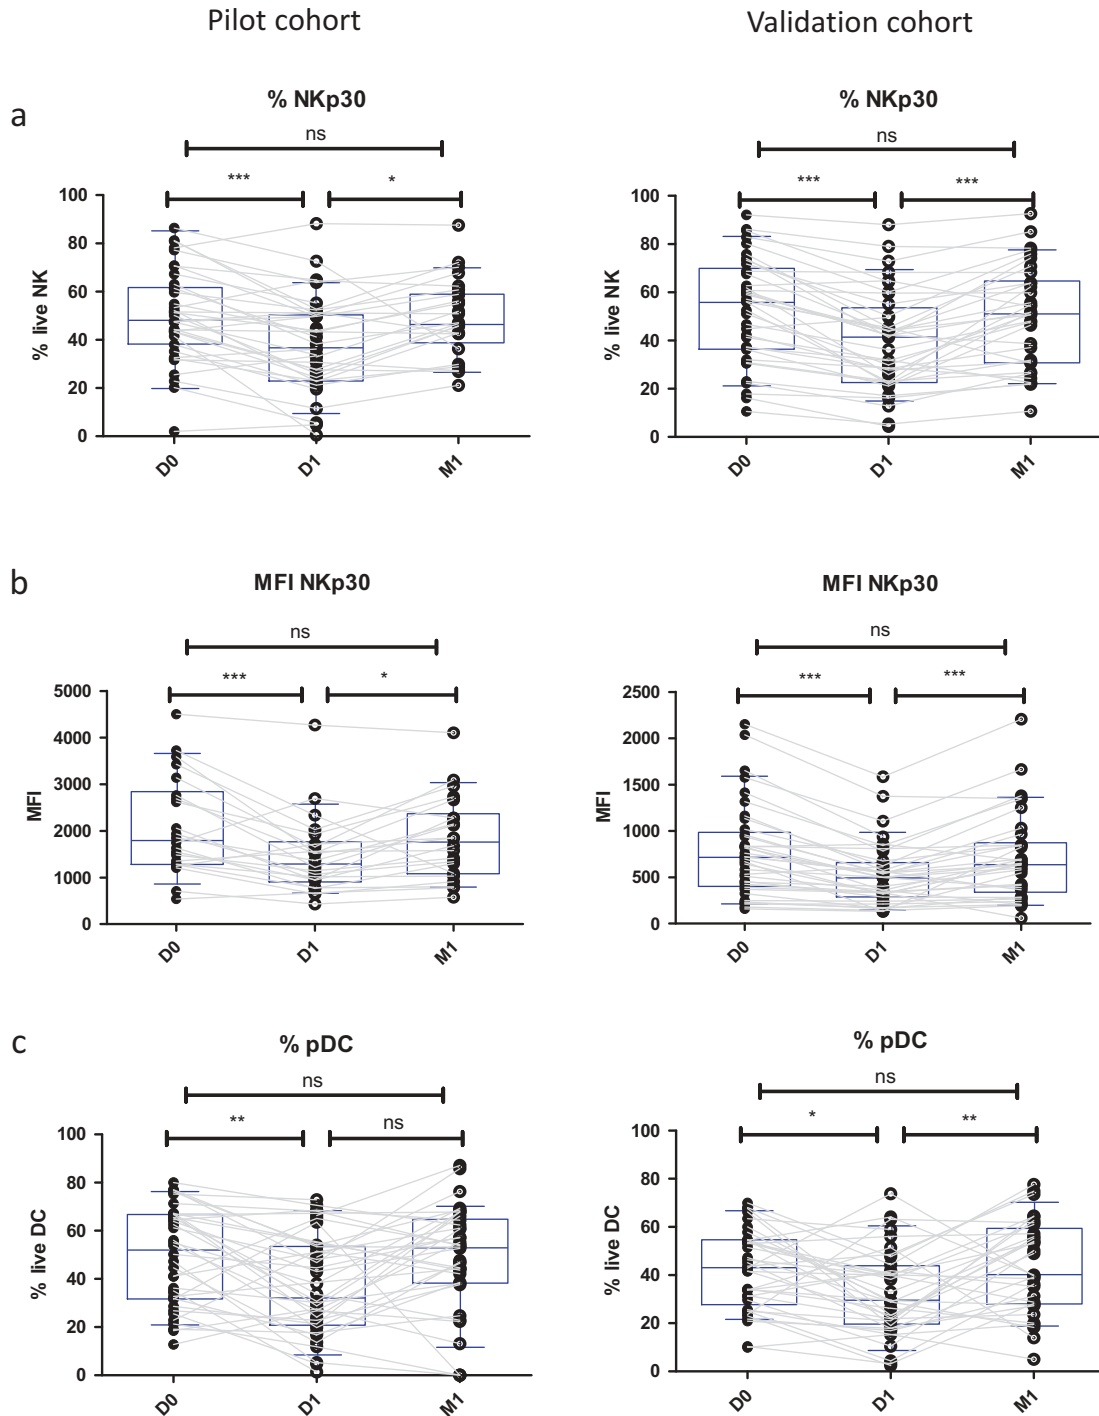 Pilot cohort
Validation cohort
a
% NKp30
ns
***
*
% live NK
100
80
60
40
20
0
D0
D1
M1
% NKp30
ns
***
***
% live NK
100
80
60
40
20
0
D0
D1
M1
b
MFI NKp30
ns
***
*
MFI
5000
4000
3000
2000
1000
0
D0
D1
M1
MFI NKp30
ns
***
***
MFI
2500
2000
1500
1000
500
0
D0
D1
M1
c
% pDC
ns
**
ns
% live DC
100
80
60
40
20
0
D0
D1
M1
% pDC
ns
*
**
% live DC
100
80
60
40
20
0
D0
D1
M1